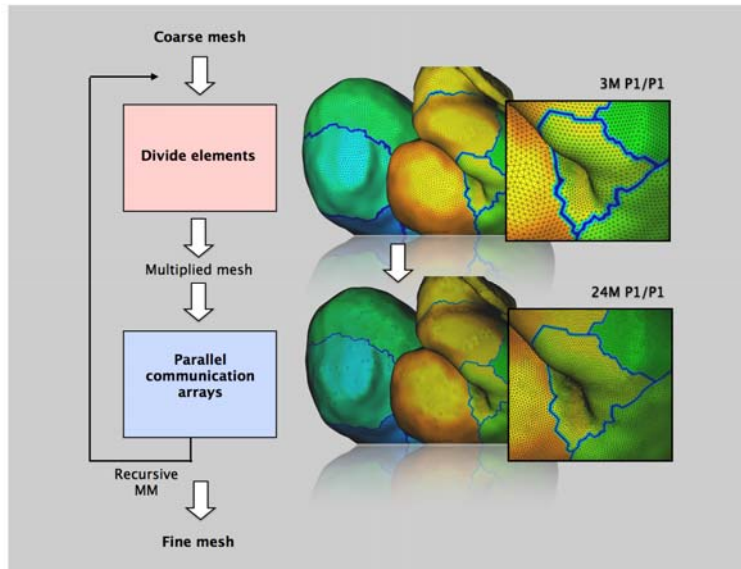 Coarse mesh
3M P1/P1
Divide elements
Multiplied mesh
24M P1/P1
Parallel
communication
arrays
Recursive
MM
Fine mesh